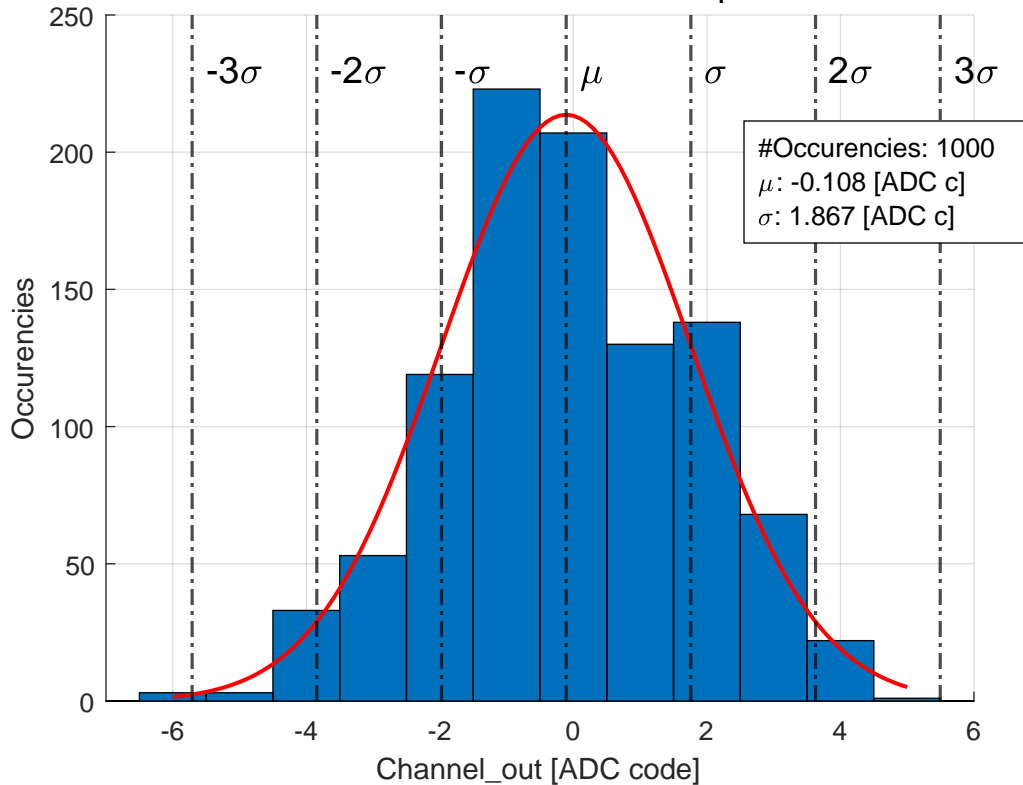 250
-3σ -2σ -σ μ σ 2σ 3σ
200
#Occurencies: 1000
μ: -0.108 [ADC c]
σ: 1.867 [ADC c]
150
Occurencies
100
50
0
-6 -4 -2 0 2 4 6
Channel_out [ADC code]